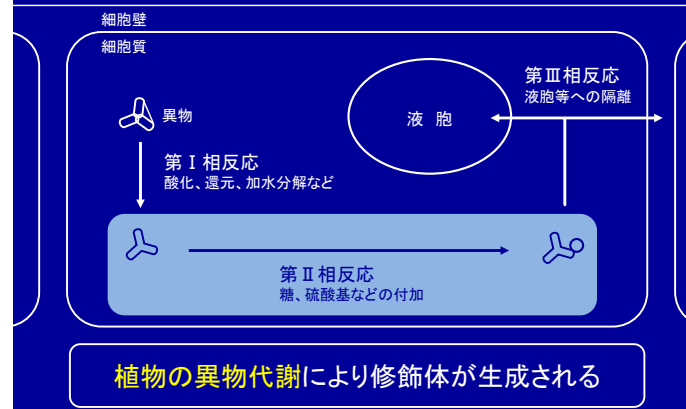 細胞壁
細胞質
第Ⅲ相反応
液胞等への隔離
液 胞
異物
第Ⅰ相反応
酸化、還元、加水分解など
第Ⅱ相反応
糖、硫酸基などの付加
植物の異物代謝により修飾体が生成される